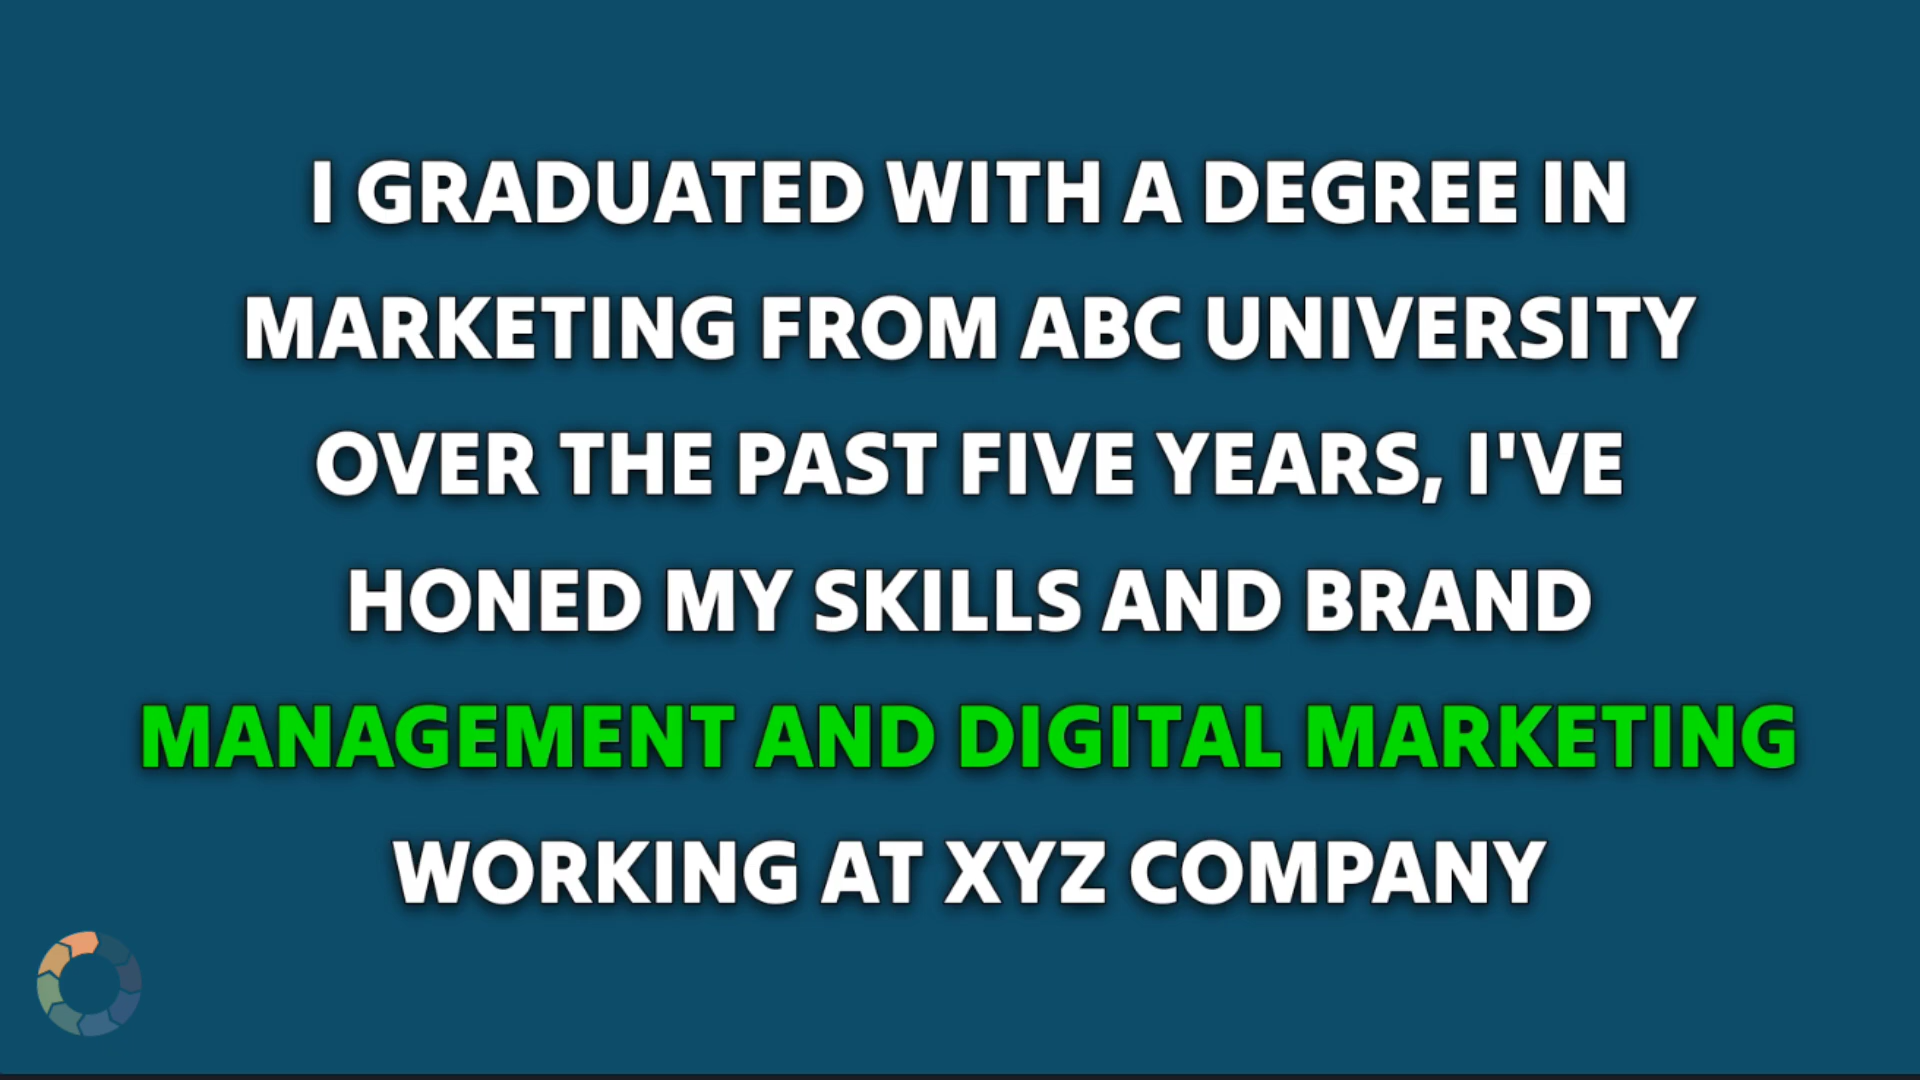 I GRADUATED WITH A DEGREE IN
MARKETING FROM ABC UNIVERSITY
OVER THE PAST FIVE YEARS, I'VE
HONED MY SKILLS AND BRAND
MANAGEMENT AND DIGITAL MARKETING
WORKING AT XYZ COMPANY